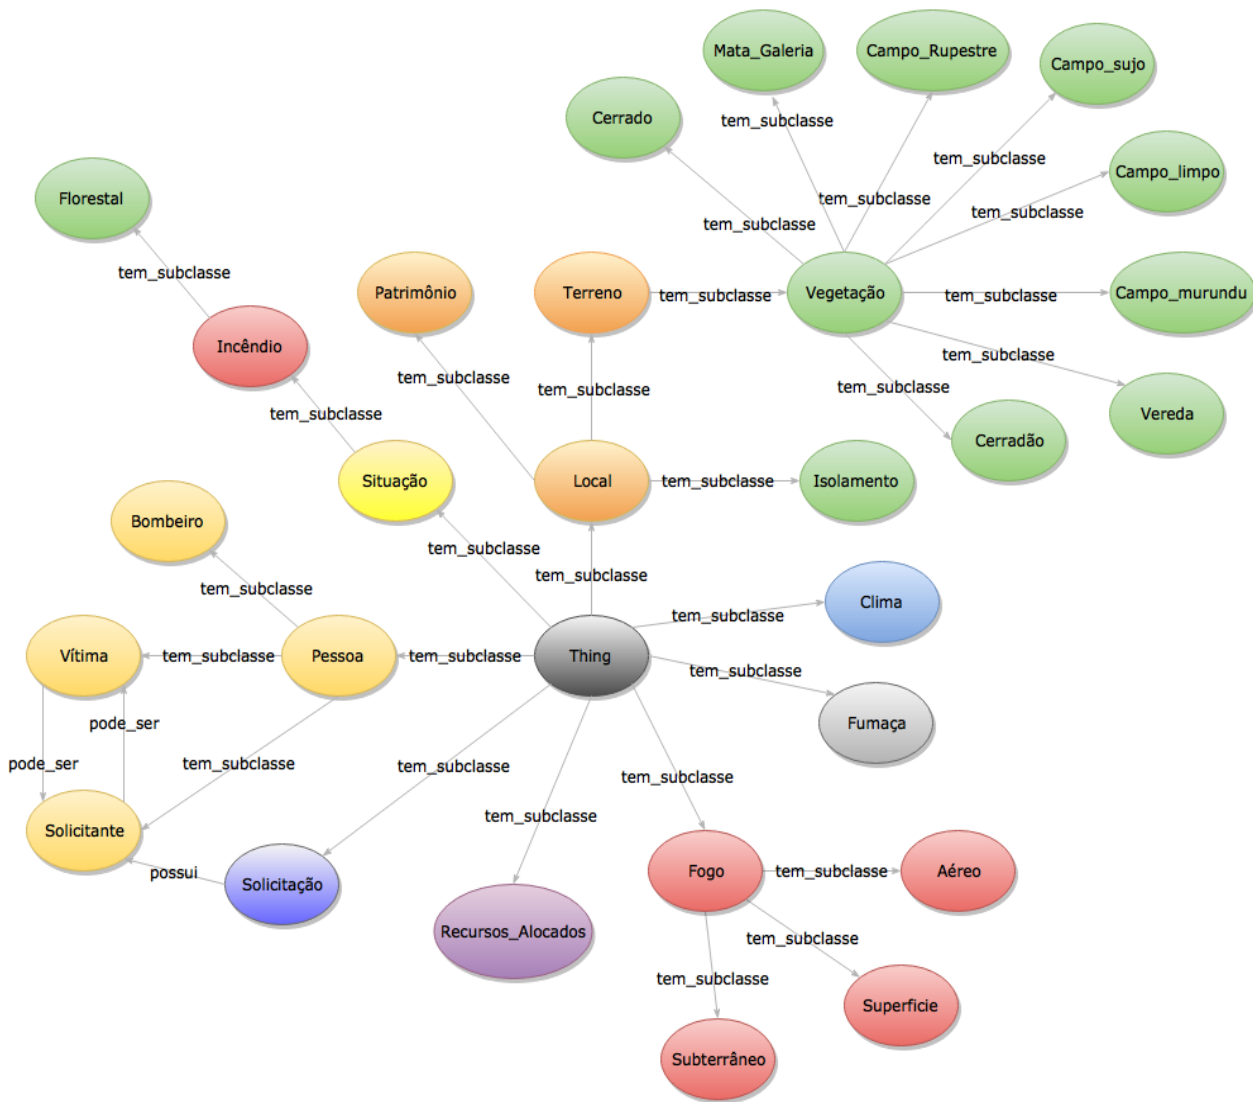 Mata_Galeria
Campo_Rupestre
Campo_sujo
Cerrado
tem_subclasse
tem_subclasse
Campo_limpo
Florestal
tem_subclasse
tem_subclasse
tem_subclasse
tem_subclasse
Patrimônio
Terreno
tem_subclasse
Vegetação
tem_subclasse
Campo_murundu
Incêndio
tem_subclasse
tem_subclasse
tem_subclasse
tem_subclasse
tem_subclasse
Vereda
Cerradão
Situação
Local
tem_subclasse
Isolamento
Bombeiro
tem_subclasse
tem_subclasse
tem_subclasse
Clima
tem_subclasse
Vítima
tem_subclasse
Pessoa
tem_subclasse
Thing
tem_subclasse
pode_ser
Fumaça
pode_ser
tem_subclasse
tem_subclasse
tem_subclasse
tem_subclasse
Solicitante
possui
Solicitação
Fogo
tem_subclasse
Aéreo
Recursos_Alocados
tem_subclasse
tem_subclasse
Superficie
Subterrâneo